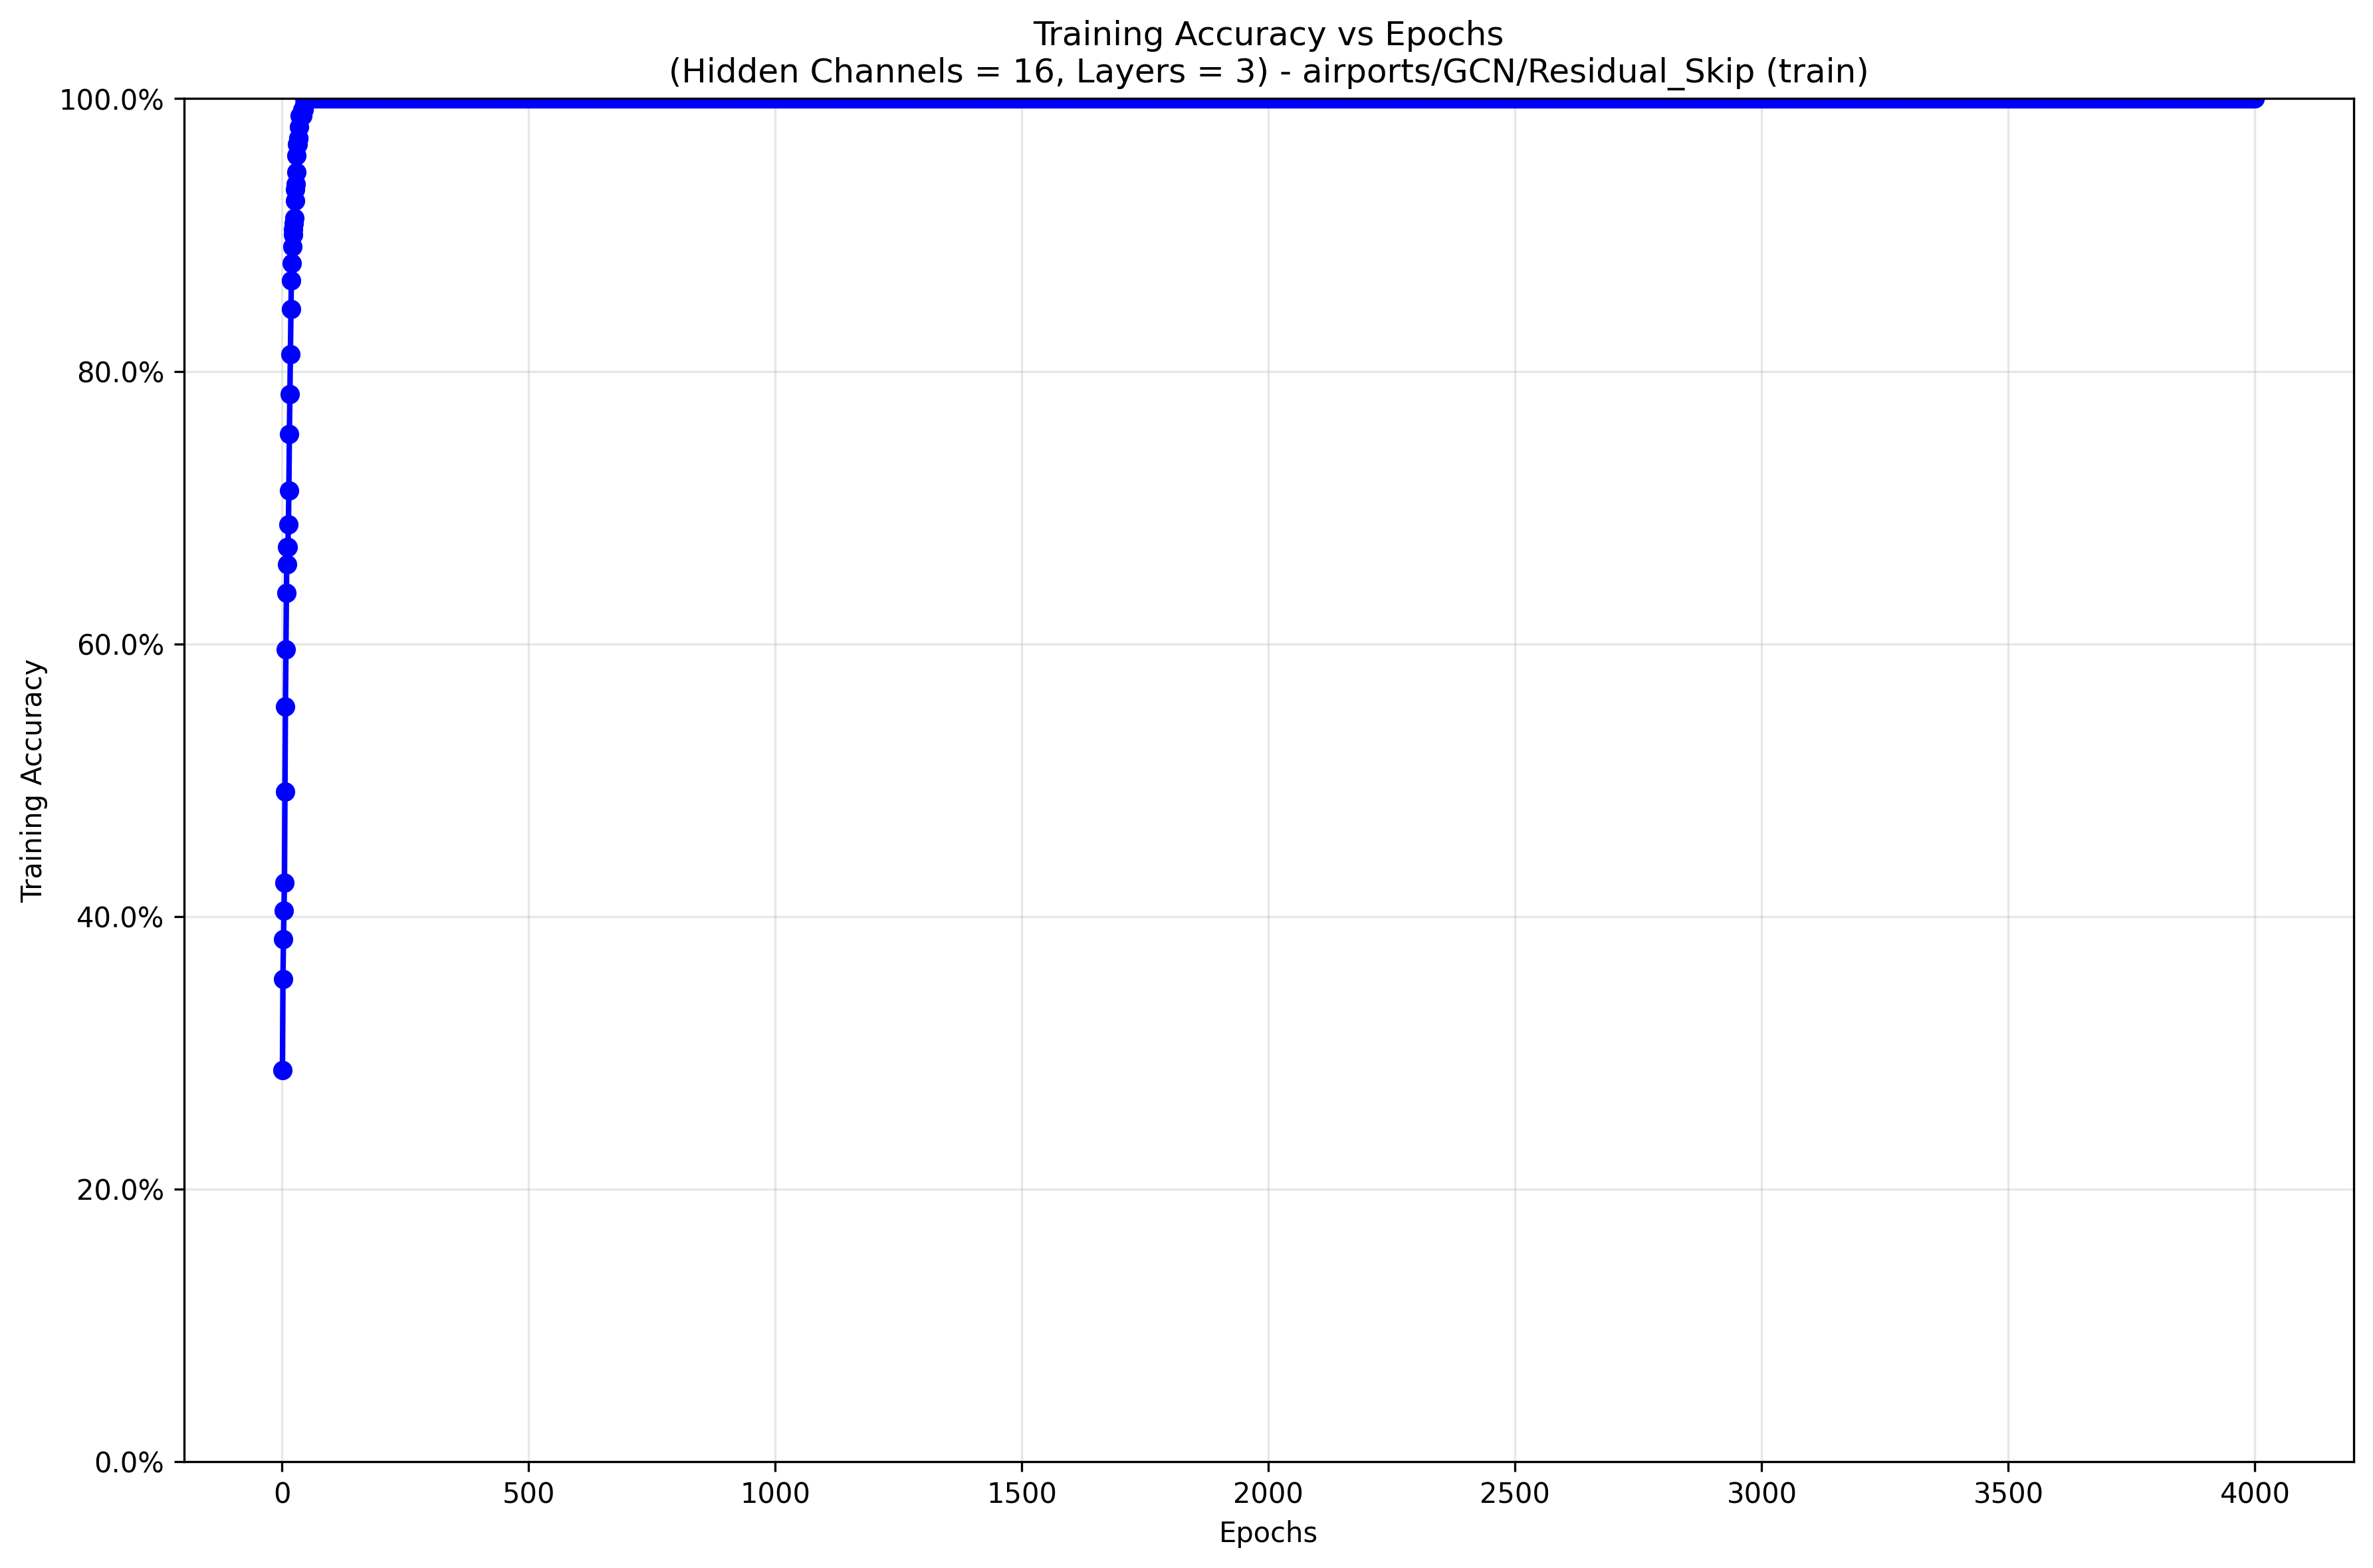 Training Accuracy vs Epochs
(Hidden Channels = 16, Layers = 3) - airports/GCN/Residual_Skip (train)
100.0%
80.0%
60.0%
40.0%
20.0%
0.0%
Training Accuracy
0 500 1000 1500 2000 2500 3000 3500 4000
Epochs